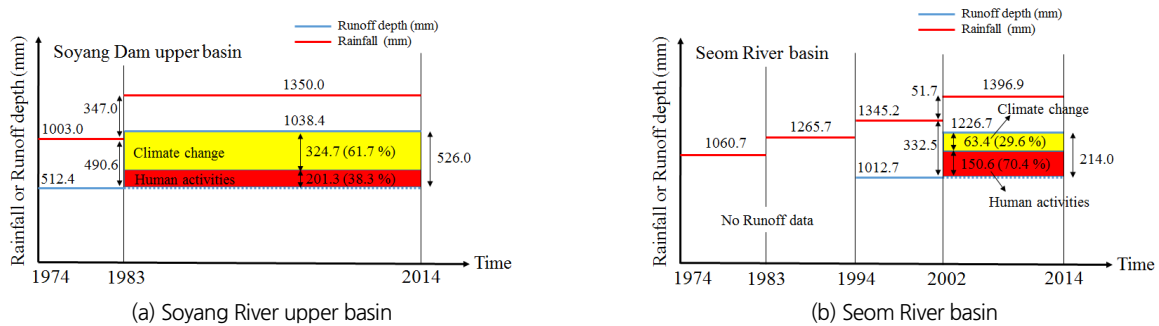 Runoff depth (mm)
Rainfall (mm)
Soyang Dam upper basin
Rainfall or Runoff depth (mm)
1350.0
347.0
1003.0
1038.4
Climate change
324.7 (61.7 %)
526.0
490.6
Human activities
201.3 (38.3 %)
512.4
Time
1974
1983
2014
(a) Soyang River upper basin
Runoff depth (mm)
Rainfall (mm)
Seom River basin
Rainfall or Runoff depth (mm)
1396.9
51.7
1345.2
Climate change
1265.7
1226.7
1060.7
332.5
63.4 (29.6 %)
214.0
150.6 (70.4 %)
1012.7
Human activities
No Runoff data
Time
1974
1983
1994
2002
2014
(b) Seom River basin